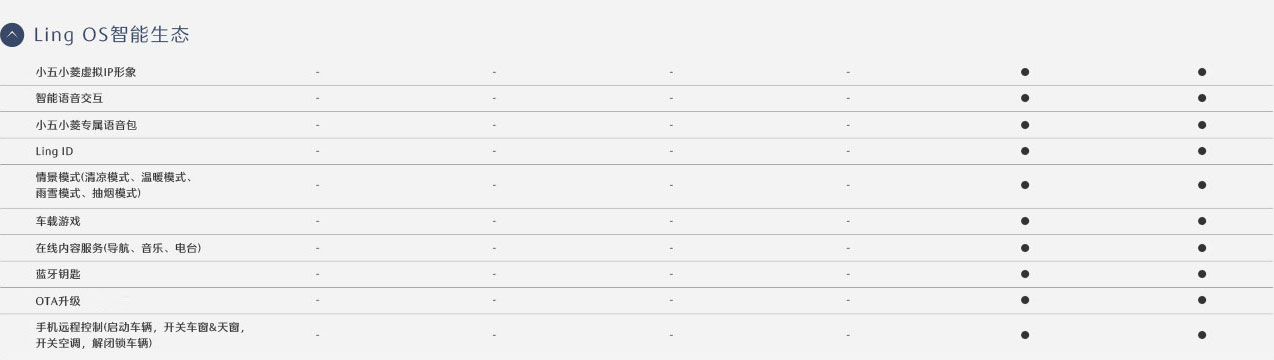 Ling OS智能生态
小五小菱虚拟IP形象 - - - - ● ●
智能语音交互 - - - - ● ●
小五小菱专属语音包 - - - - ● ●
Ling ID - - - - ● ●
情景模式(清凉模式、温暖模式、
雨雪模式、抽烟模式) - - - - ● ●
车载游戏 - - - - ● ●
在线内容服务(导航、音乐、电台) - - - - ● ●
蓝牙钥匙 - - - - ● ●
OTA升级 - - - - ● ●
手机远程控制(启动车辆，开关车窗&天窗，
开关空调，解闭锁车辆) - - - - ● ●